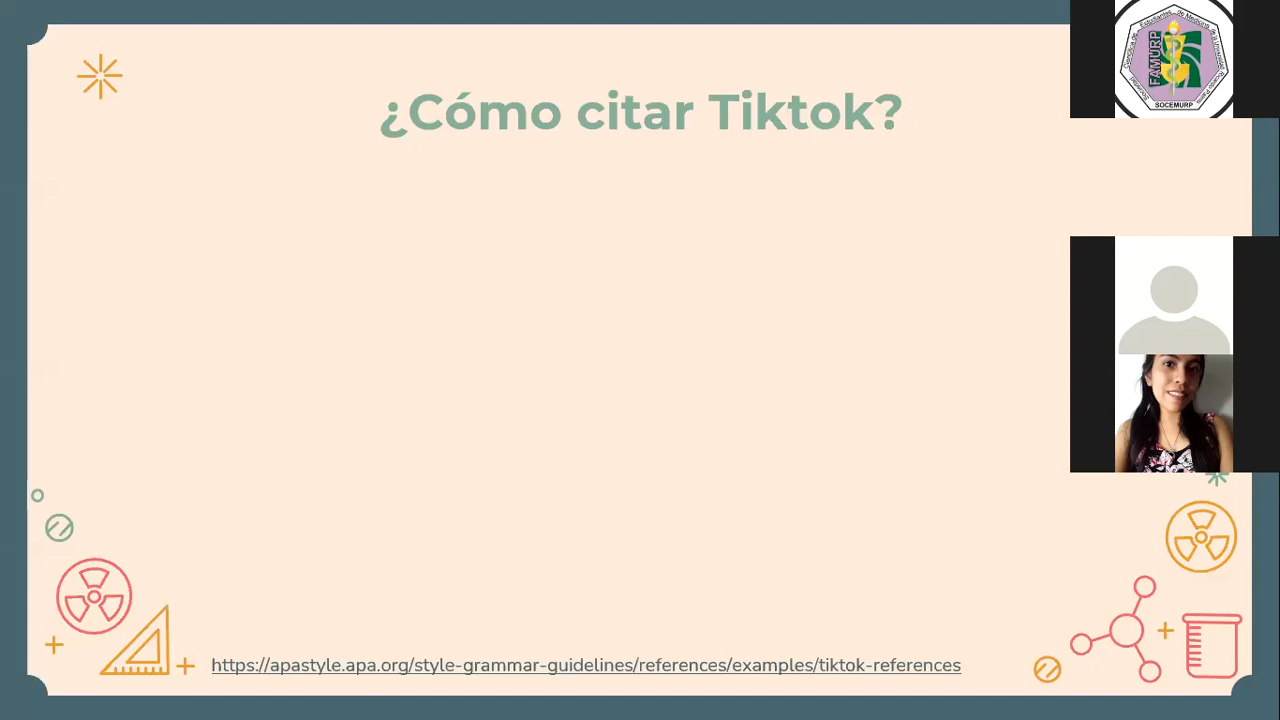 ¿Cómo citar Tiktok?
FAMURP
SOCEMURP
https://apastyle.apa.org/style-grammar-guidelines/references/examples/tiktok-references